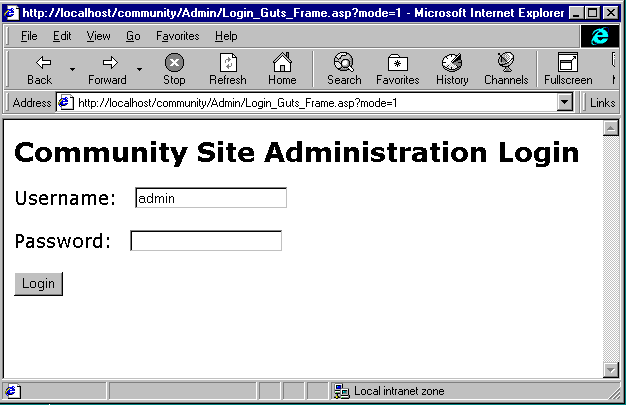 http://localhost/community/Admin/Login_Guts_Frame.asp?mode=1 - Microsoft Internet Explorer
File Edit View Go Favorites Help
Back Forward Stop Refresh Home Search Favorites History Channels Fullscreen
Address http://localhost/community/Admin/Login_Guts_Frame.asp?mode=1 Links
Community Site Administration Login
Username: admin
Password:
Login
Local intranet zone